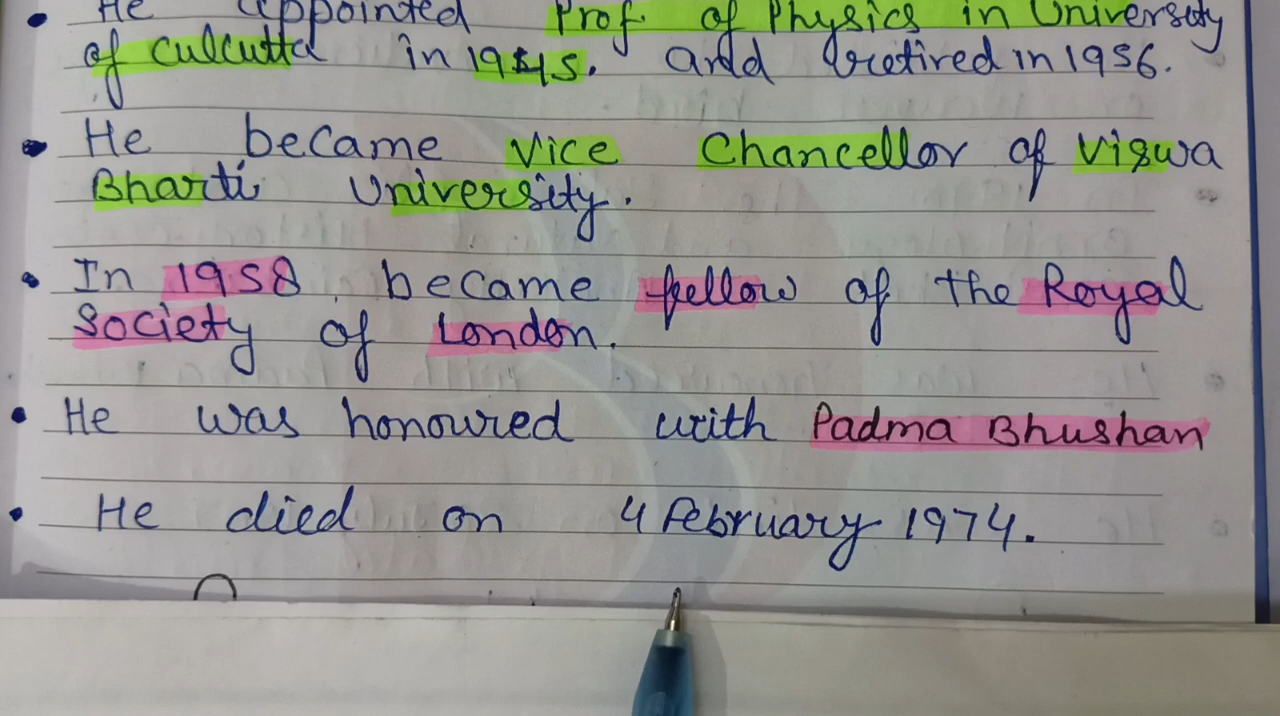 • He appointed Prof. of Physics in University
of Culcutta in 1945. and retired in 1956.
• He became Vice Chancellor of Viswa
Bharti University.
• In 1958, became fellow of the Royal
Society of London.
• He was honoured with Padma Bhushan
• He died on 4 February 1974.